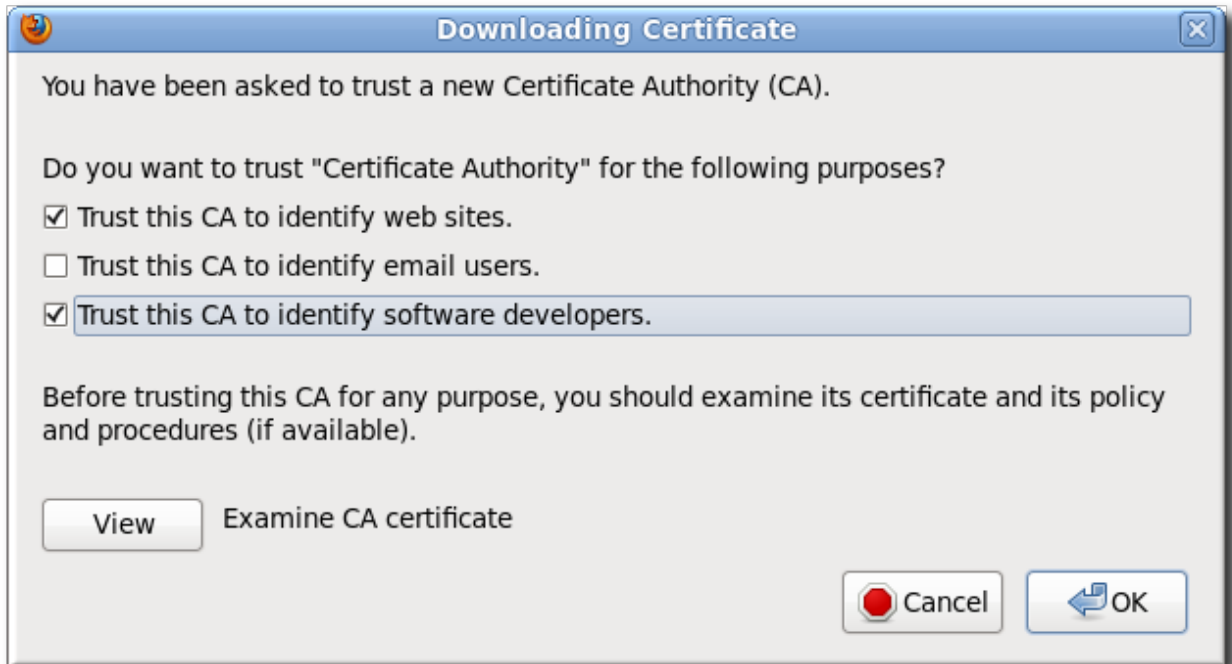 Downloading Certificate
You have been asked to trust a new Certificate Authority (CA).
Do you want to trust "Certificate Authority" for the following purposes?
Trust this CA to identify web sites.
Trust this CA to identify email users.
Trust this CA to identify software developers.
Before trusting this CA for any purpose, you should examine its certificate and its policy
and procedures (if available).
View Examine CA certificate
Cancel OK